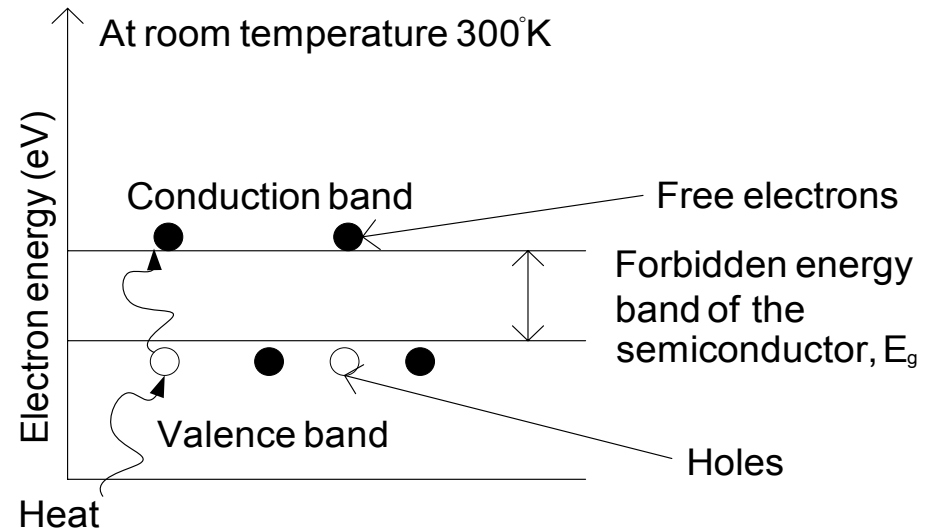 At room temperature 300°K
Electron energy (eV)
Conduction band
Free electrons
Forbidden energy
band of the
semiconductor, Eg
Valence band
Holes
Heat